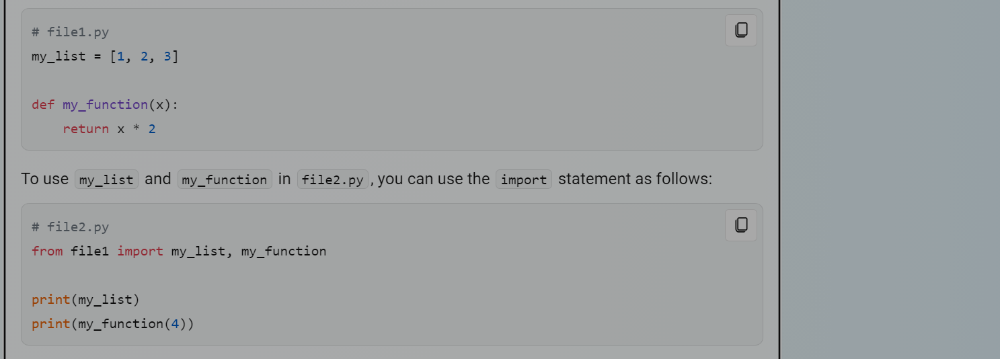 # file1.py
my_list = [1, 2, 3]
def my_function(x):
    return x * 2
To use my_list and my_function in file2.py, you can use the import statement as follows:
# file2.py
from file1 import my_list, my_function
print(my_list)
print(my_function(4))